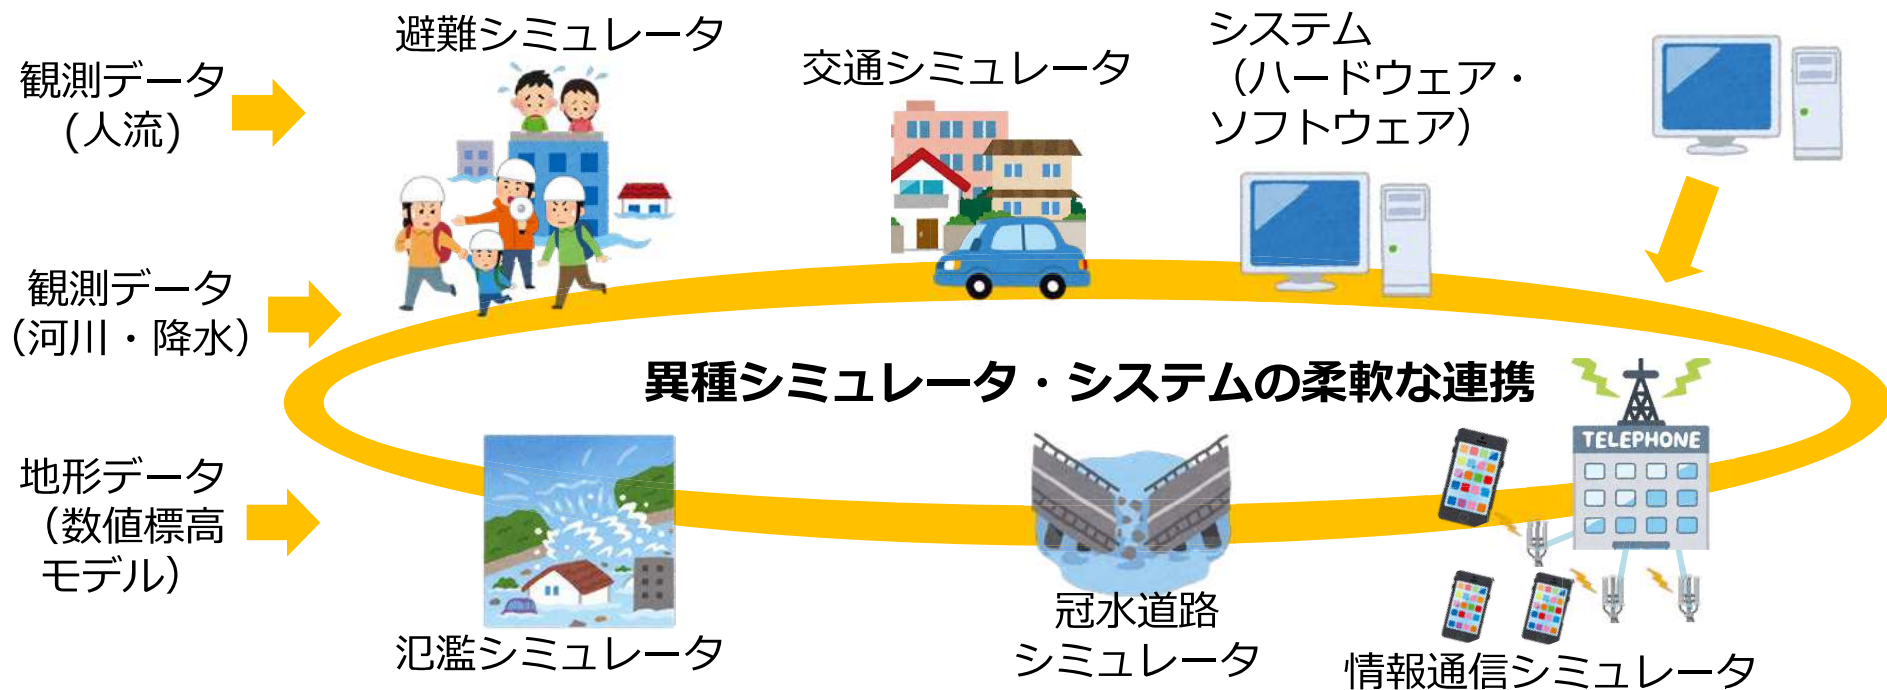 観測データ
(人流)
観測データ
（河川・降水）
地形データ
（数値標高
モデル）
避難シミュレータ
交通シミュレータ
システム
（ハードウェア・
ソフトウェア）
異種シミュレータ・システムの柔軟な連携
TELEPHONE
氾濫シミュレータ
冠水道路
シミュレータ
情報通信シミュレータ